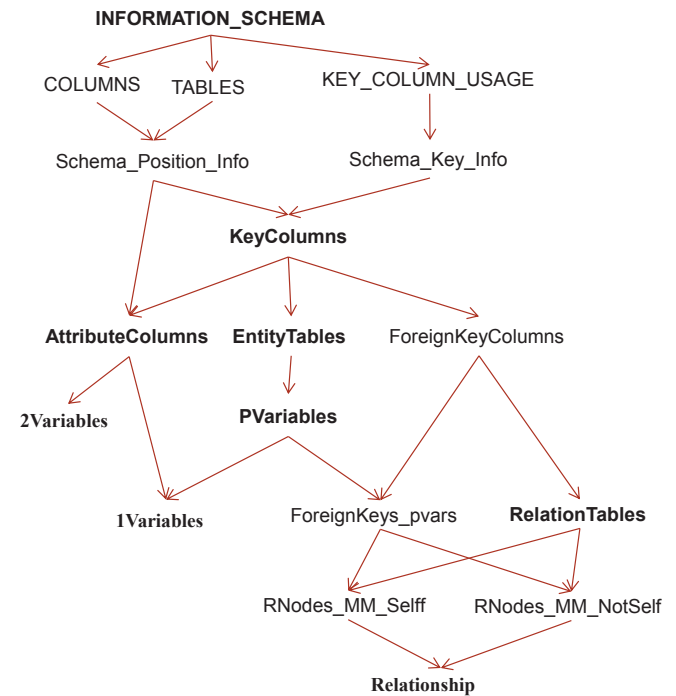 INFORMATION_SCHEMA
COLUMNS
TABLES
KEY_COLUMN_USAGE
Schema_Position_Info
Schema_Key_Info
KeyColumns
AttributeColumns
EntityTables
ForeignKeyColumns
2Variables
PVariables
1Variables
ForeignKeys_pvars
RelationTables
RNodes_MM_Selff
RNodes_MM_NotSelf
Relationship